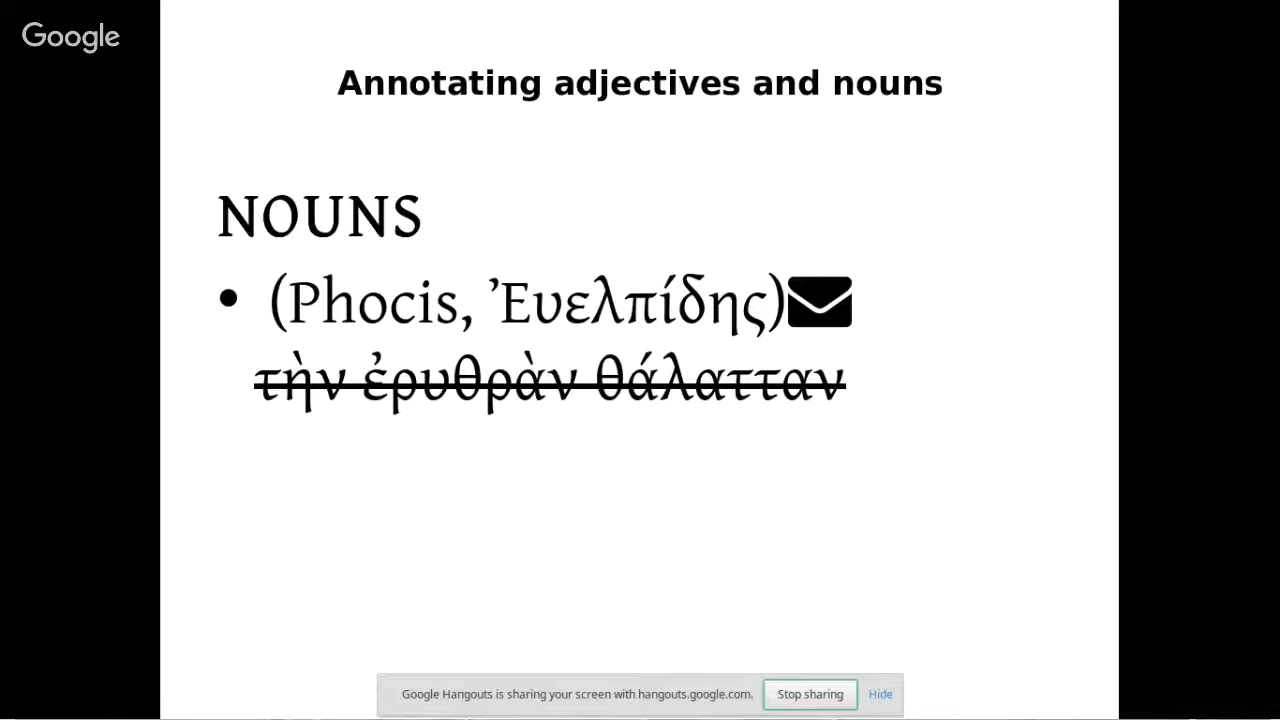 Google
Annotating adjectives and nouns
NOUNS
• (Phocis, Ἐυελπίδης)
τὴν ἐρυθρὰν θάλατταν
Google Hangouts is sharing your screen with hangouts.google.com. Stop sharing Hide